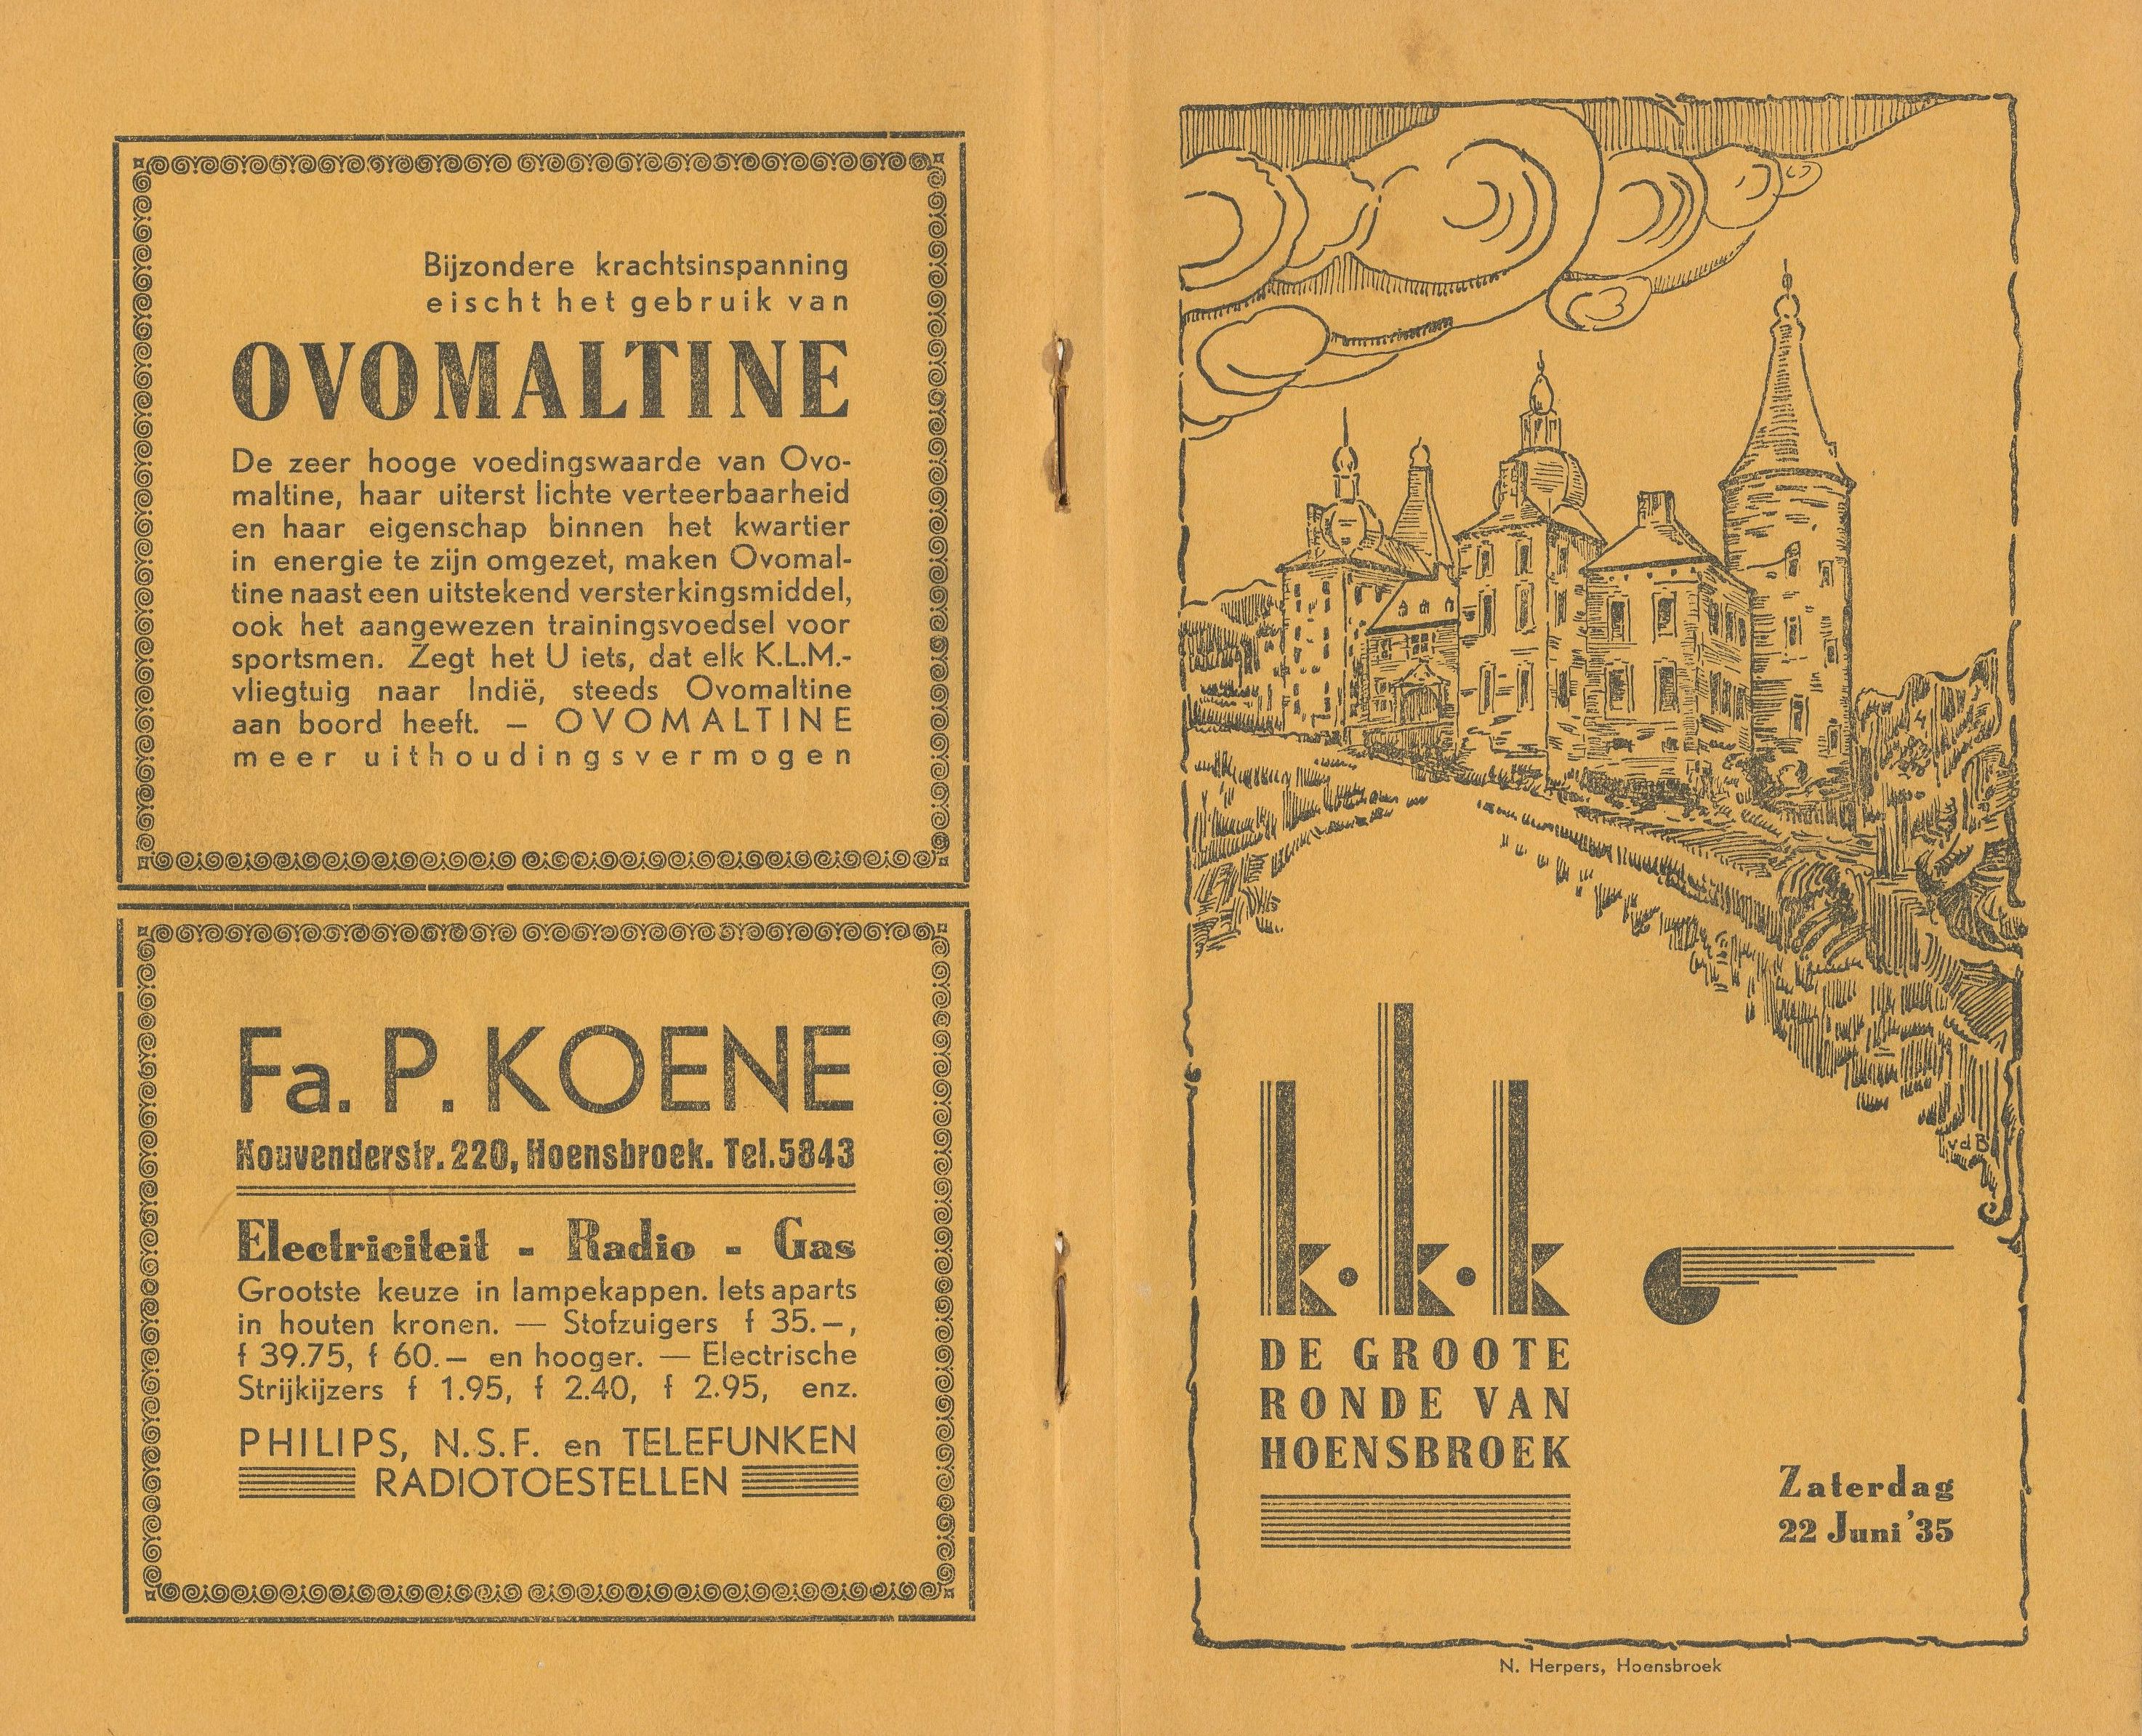 Bijzondere krachtsinspanning
eischt het gebruik van
OVOMALTINE
De zeer hooge voedingswaarde van Ovo-
maltine, haar uiterst lichte verteerbaarheid
en haar eigenschap binnen het kwartier
in energie te zijn omgezet, maken Ovomal-
tine naast een uitstekend versterkingsmiddel,
ook het aangewezen trainingsvoedsel voor
sportsmen. Zegt het U iets, dat elk K.L.M.-
vliegtuig naar Indië, steeds Ovomaltine
aan boord heeft. — OVOMALTINE
meer uithoudingsvermogen
Fa. P. KOENE
Kouvenderstr. 220, Hoensbroek. Tel. 5843
Electriciteit - Radio - Gas
Grootste keuze in lampekappen. Iets aparts
in houten kronen. — Stofzuigers f 35.—,
f 39.75, f 60.— en hooger. — Electrische
Strijkijzers f 1.95, f 2.40, f 2.95, enz.
PHILIPS, N.S.F. en TELEFUNKEN
RADIOTOESTELLEN
vdB
k.k.k
DE GROOTE
RONDE VAN
HOENSBROEK
Zaterdag
22 Juni '35
N. Herpers, Hoensbroek